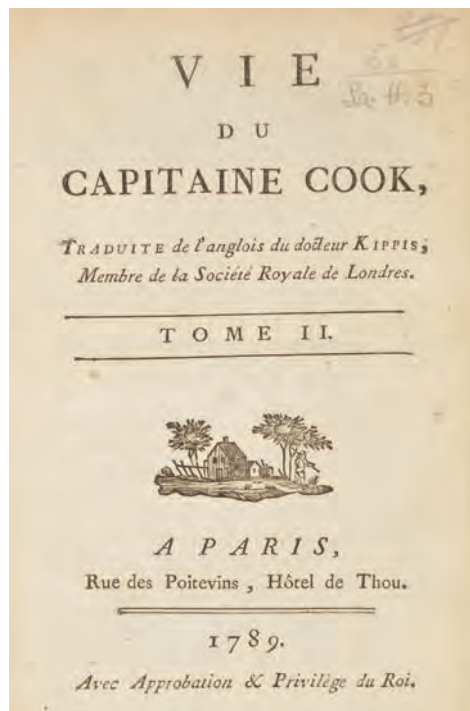 VIE
DU
CAPITAINE COOK,
TRADUITE de l'anglois du docteur KIPPIS,
Membre de la Société Royale de Londres.
TOME II.
A PARIS,
Rue des Poitevins, Hôtel de Thou.
1789.
Avec Approbation & Privilège du Roi.